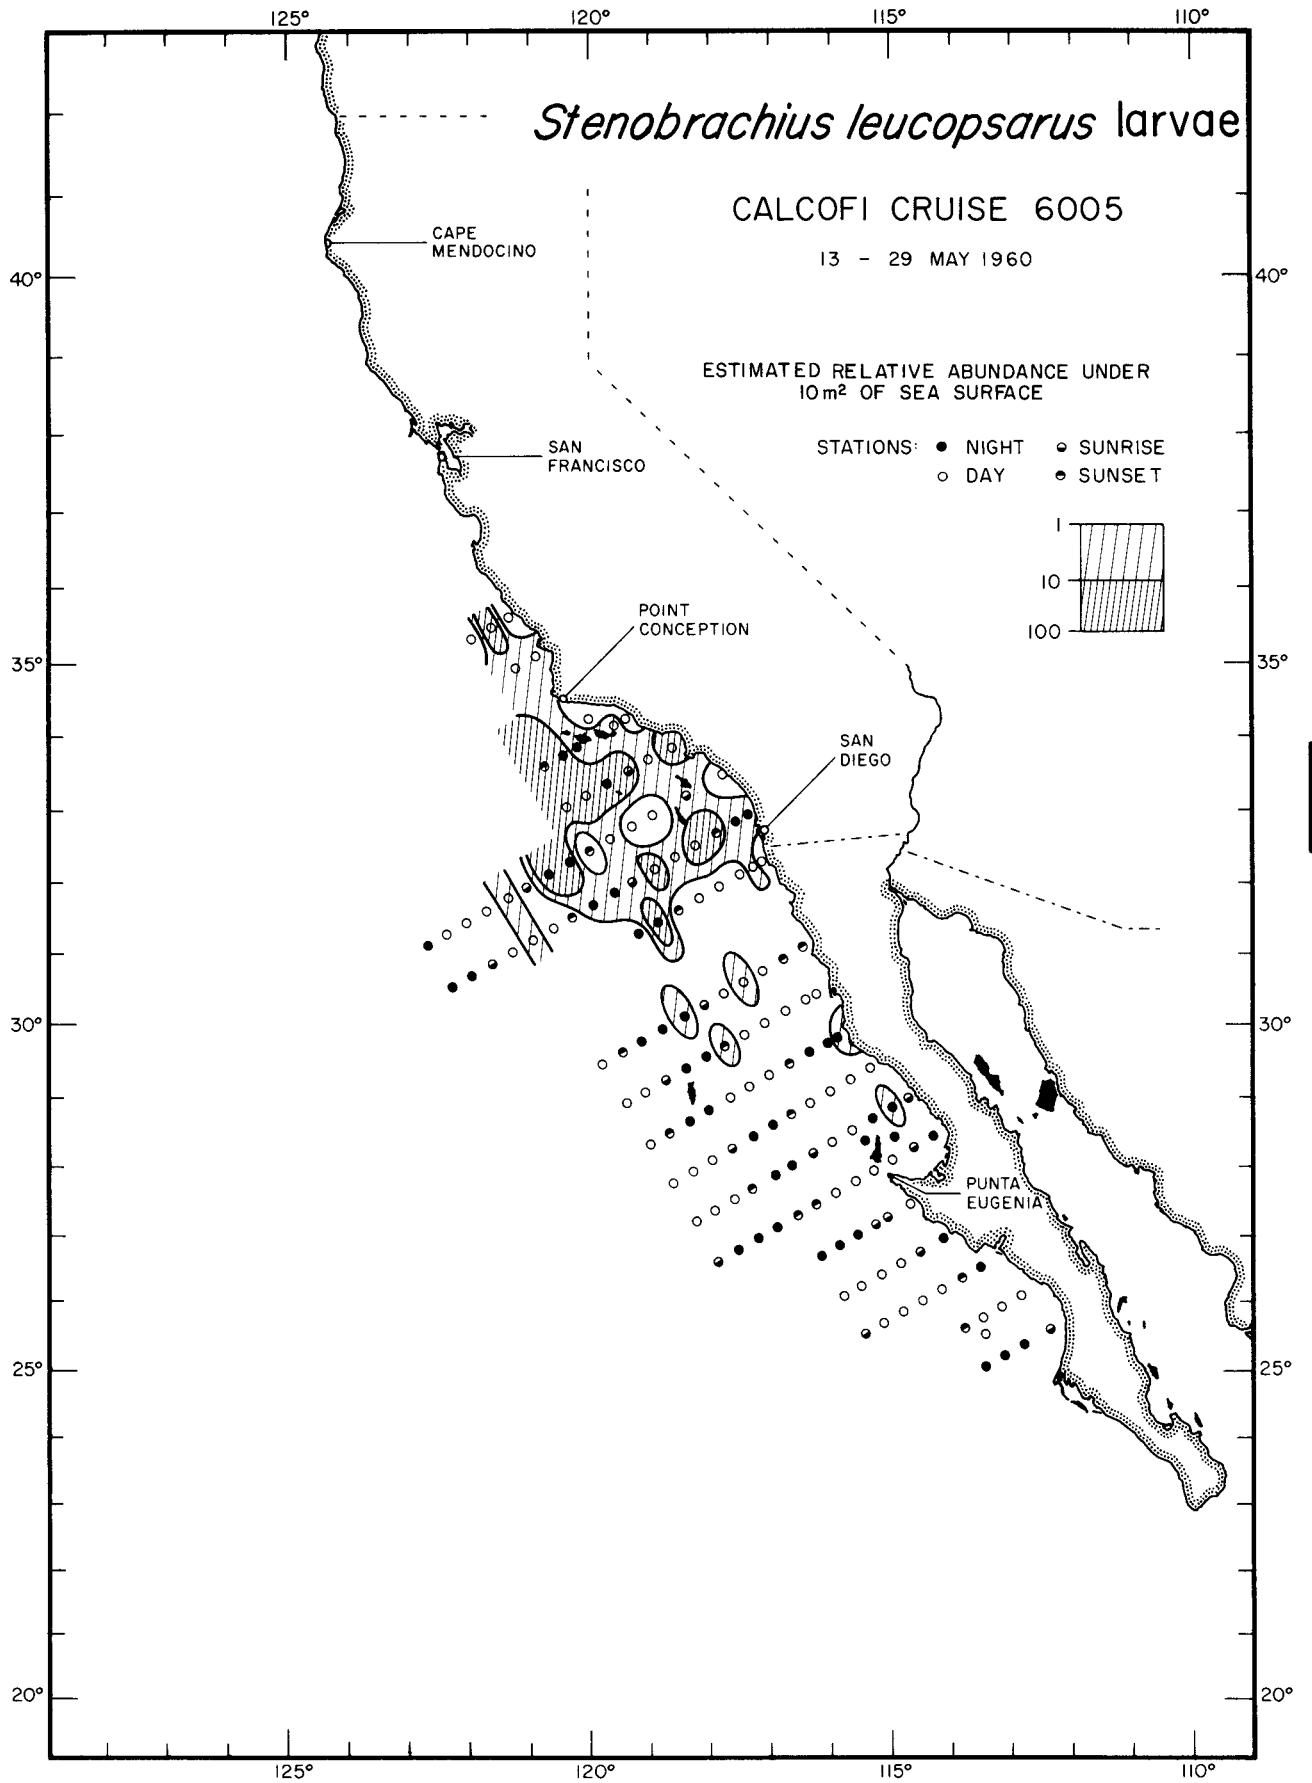 125° 120° 115° 110°
Stenobrachius leucopsarus larvae
CALCOFI CRUISE 6005
CAPE
MENDOCINO
13 - 29 MAY 1960
40° 40°
ESTIMATED RELATIVE ABUNDANCE UNDER
10m² OF SEA SURFACE
STATIONS: ● NIGHT ◒ SUNRISE
○ DAY ◓ SUNSET
SAN
FRANCISCO
1
10
100
POINT
CONCEPTION
35° 35°
SAN
DIEGO
30° 30°
PUNTA
EUGENIA
25° 25°
20° 20°
125° 120° 115° 110°